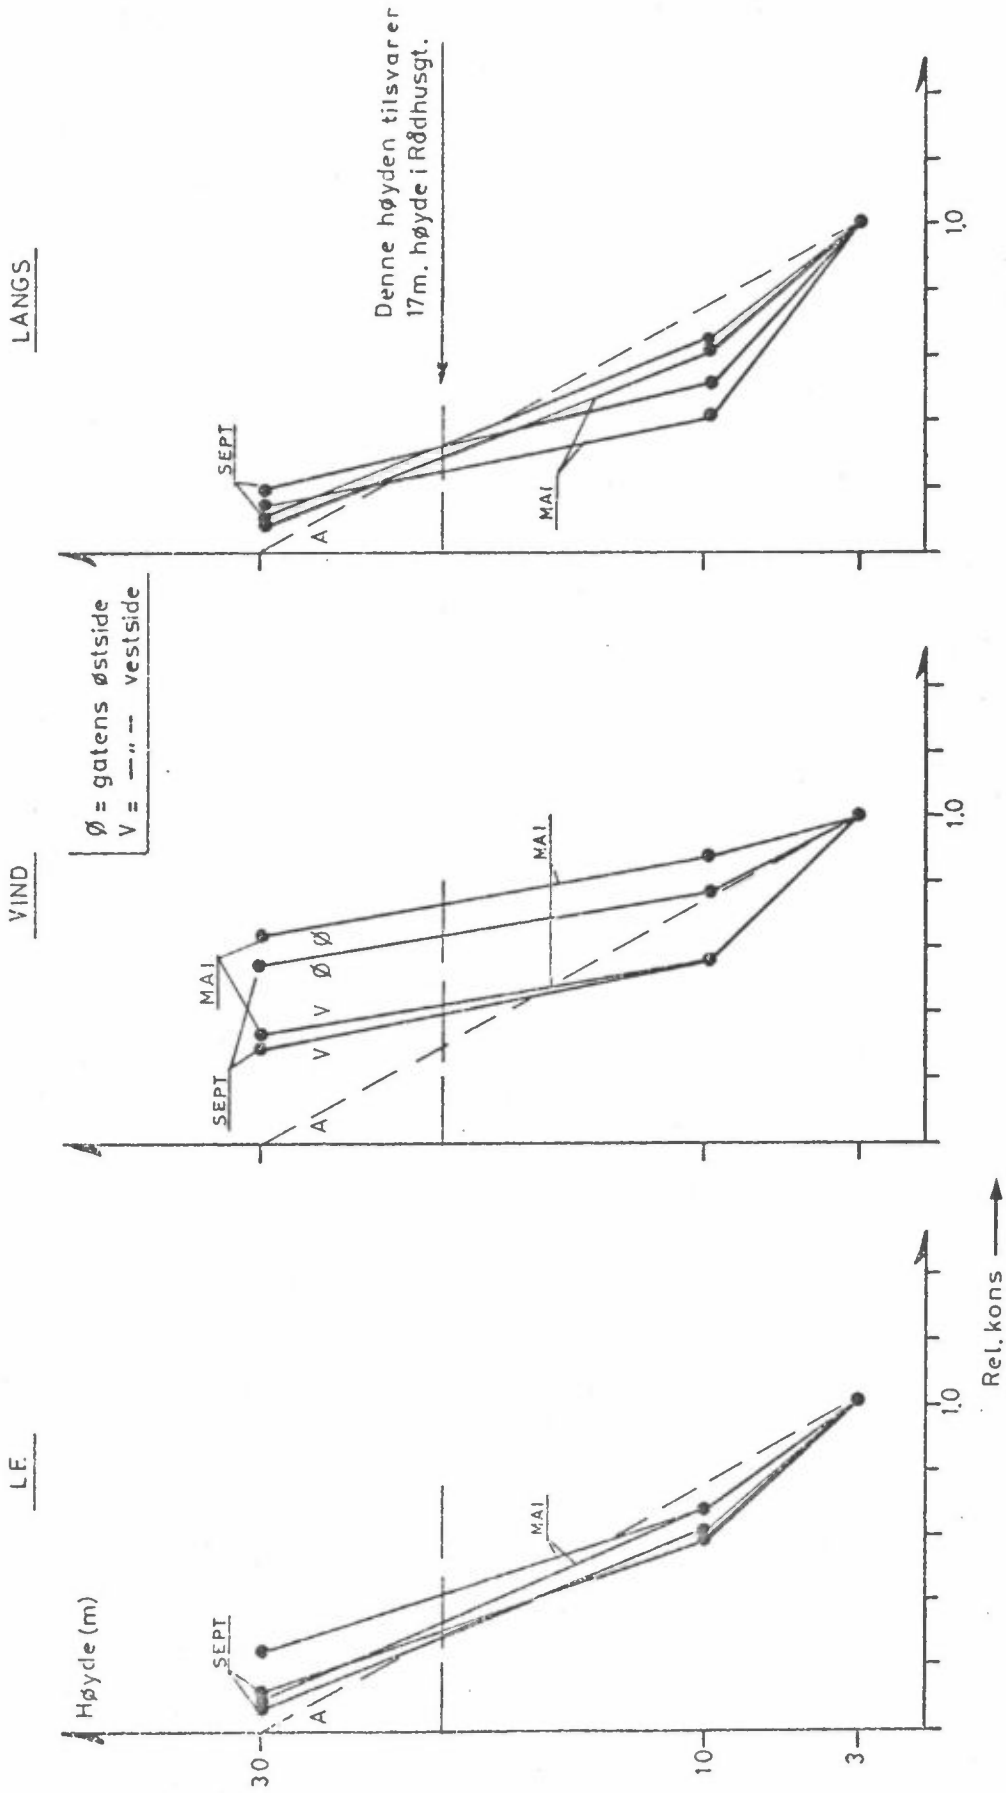 LE
VIND
LANGS
Ø = gatens østside
V = —„— vestside
Denne høyden tilsvarer
17m. høyde i Rådhusgt.
Høyde (m)
30
10
3
SEPT
MAI
A
1.0
MAI
SEPT
Ø
Ø
V
V
A
MAI
1.0
SEPT
A
MAI
1.0
Rel. kons